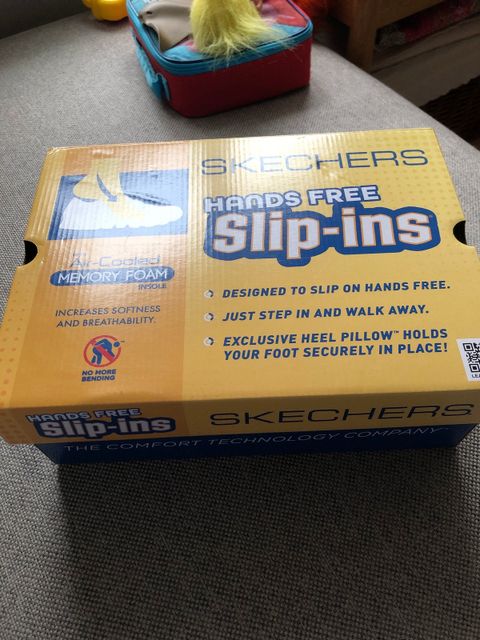 SKECHERS
HANDS FREE
Slip-ins
Air-Cooled
MEMORY FOAM
INSOLE
INCREASES SOFTNESS
AND BREATHABILITY.
NO MORE
BENDING
DESIGNED TO SLIP ON HANDS FREE.
JUST STEP IN AND WALK AWAY.
EXCLUSIVE HEEL PILLOW™ HOLDS
YOUR FOOT SECURELY IN PLACE!
HANDS FREE
Slip-ins
SKECHERS
THE COMFORT TECHNOLOGY COMPANY